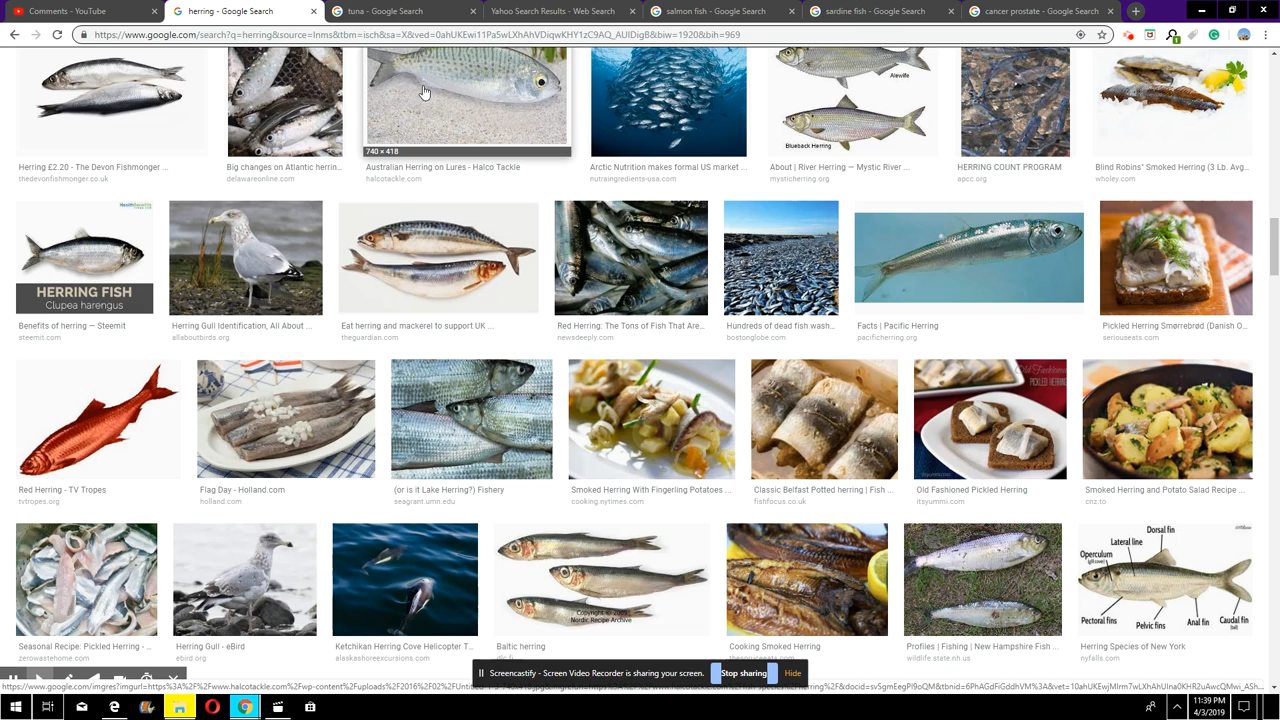 Comments - YouTube
herring - Google Search
tuna - Google Search
Yahoo Search Results - Web Search
salmon fish - Google Search
sardine fish - Google Search
cancer prostate - Google Search
https://www.google.com/search?q=herring&source=lnms&tbm=isch&sa=X&ved=0ahUKEwi11Pa5wLXhAhVDiqwKHY1zC9AQ_AUIDigB&biw=1920&bih=969
Alewife
Blueback Herring
740 × 418
Herring £2.20 - The Devon Fishmonger ...
Big changes on Atlantic herrin...
Australian Herring on Lures - Halco Tackle
Arctic Nutrition makes formal US market ...
About | River Herring — Mystic River ...
HERRING COUNT PROGRAM
Blind Robins" Smoked Herring (3 Lb. Avg...
thedevonfishmonger.co.uk
delawareonline.com
halcotackle.com
nutraingredients-usa.com
mysticherring.org
apcc.org
wholey.com
HERRING FISH
Clupea harengus
Benefits of herring — Steemit
Herring Gull Identification, All About ...
Eat herring and mackerel to support UK ...
Red Herring: The Tons of Fish That Are...
Hundreds of dead fish wash...
Facts | Pacific Herring
Pickled Herring Smørrebrød (Danish O...
steemit.com
allaboutbirds.org
theguardian.com
newsdeeply.com
bostonglobe.com
pacificherring.org
seriouseats.com
Old Fashioned
PICKLED HERRING
Red Herring - TV Tropes
Flag Day - Holland.com
(or is it Lake Herring?) Fishery
Smoked Herring With Fingerling Potatoes ...
Classic Belfast Potted herring | Fish ...
Old Fashioned Pickled Herring
Smoked Herring and Potato Salad Recipe ...
tvtropes.org
holland.com
seagrant.umn.edu
cooking.nytimes.com
fishfocus.co.uk
itsyummi.com
cnz.to
Dorsal fin
Lateral line
Operculum
(gill cover)
Pectoral fins
Pelvic fins
Anal fin
Caudal fin
(tail)
Nordic Recipe Archive
Seasonal Recipe: Pickled Herring - ...
Herring Gull - eBird
Ketchikan Herring Cove Helicopter T...
Baltic herring
Cooking Smoked Herring
Profiles | Fishing | New Hampshire Fish ...
Herring Species of New York
zerowastehome.com
ebird.org
alaskashoreexcursions.com
wildlife.state.nh.us
nyfalls.com
Screencastify - Screen Video Recorder is sharing your screen.
Stop sharing
Hide
11:39 PM
4/3/2019